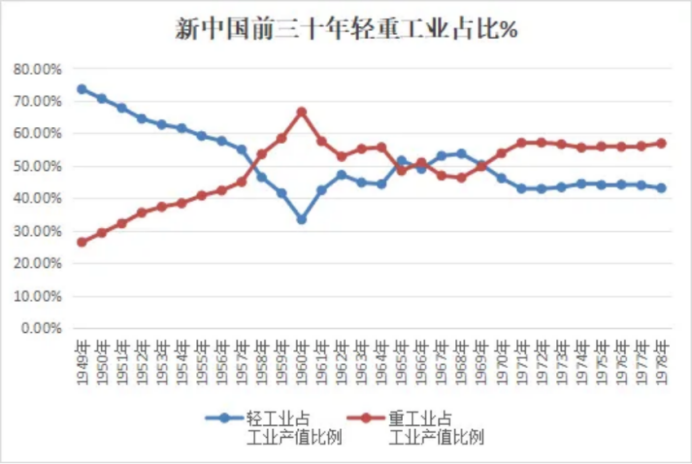 新中国前三十年轻重工业占比%
80.00%
70.00%
60.00%
50.00%
40.00%
30.00%
20.00%
10.00%
0.00%
1949年
1950年
1951年
1952年
1953年
1954年
1955年
1956年
1957年
1958年
1959年
1960年
1961年
1962年
1963年
1964年
1965年
1966年
1967年
1968年
1969年
1970年
1971年
1972年
1973年
1974年
1975年
1976年
1977年
1978年
轻工业占
工业产值比例
重工业占
工业产值比例